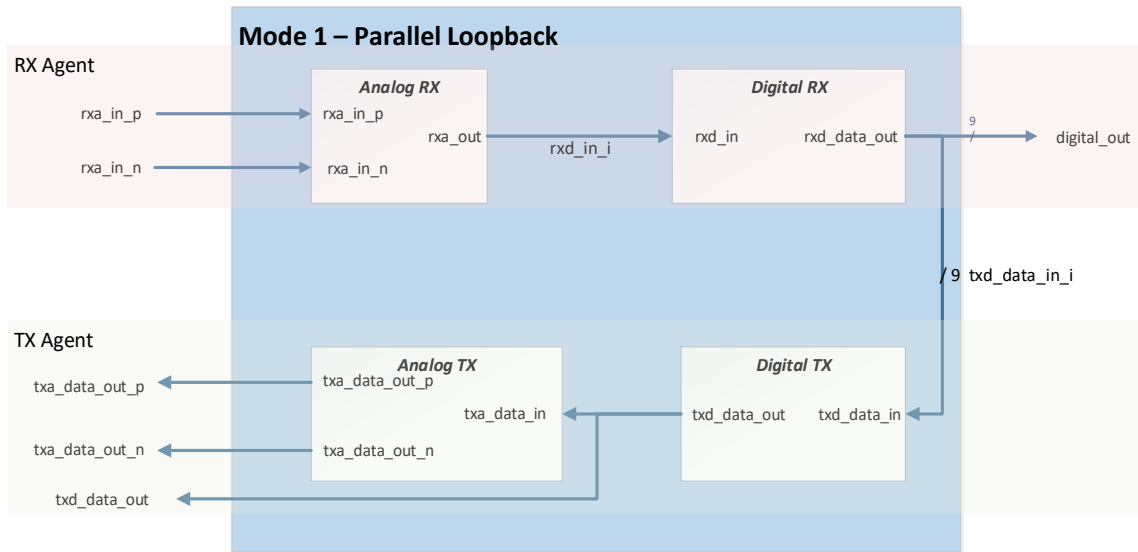 Mode 1 – Parallel Loopback
RX Agent
Analog RX
Digital RX
rxa_in_p
rxa_in_p
rxa_out
rxd_in_i
rxd_in
rxd_data_out
9
/
digital_out
rxa_in_n
rxa_in_n
/ 9 txd_data_in_i
TX Agent
Analog TX
Digital TX
txa_data_out_p
txa_data_out_p
txa_data_in
txd_data_out
txd_data_in
txa_data_out_n
txa_data_out_n
txd_data_out